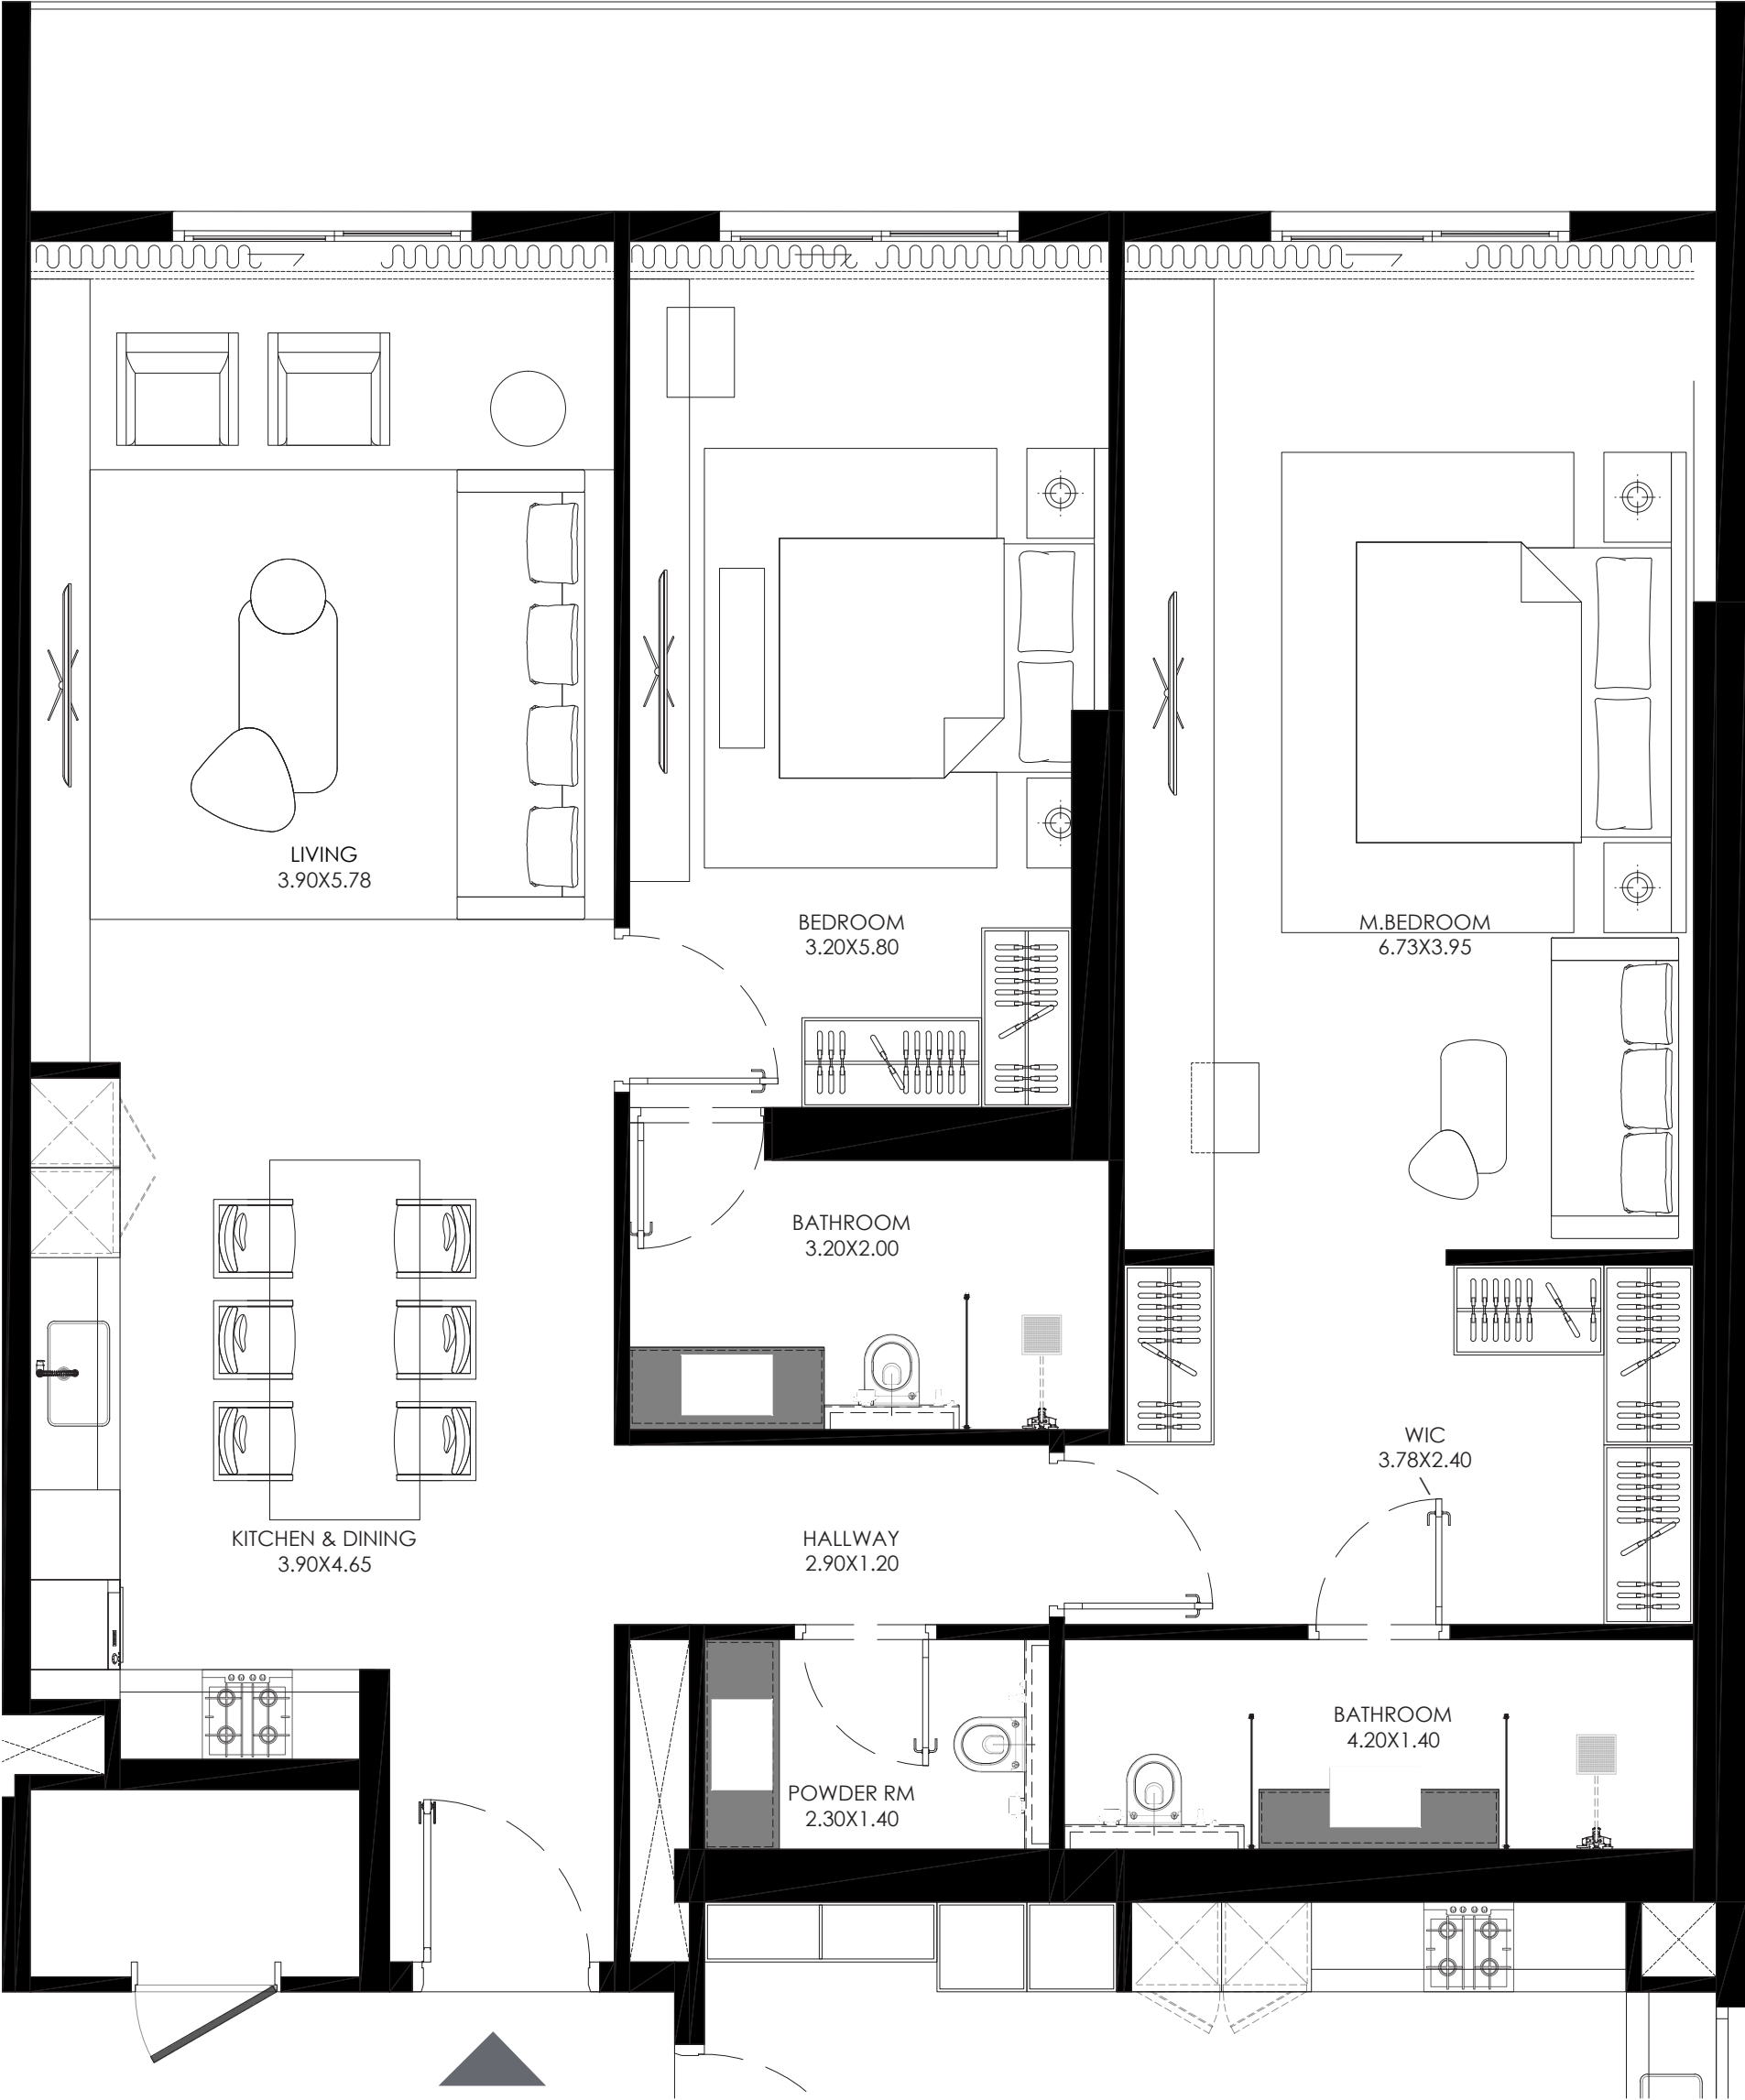 LIVING
3.90X5.78
BEDROOM
3.20X5.80
M.BEDROOM
6.73X3.95
BATHROOM
3.20X2.00
WIC
3.78X2.40
KITCHEN & DINING
3.90X4.65
HALLWAY
2.90X1.20
BATHROOM
4.20X1.40
POWDER RM
2.30X1.40